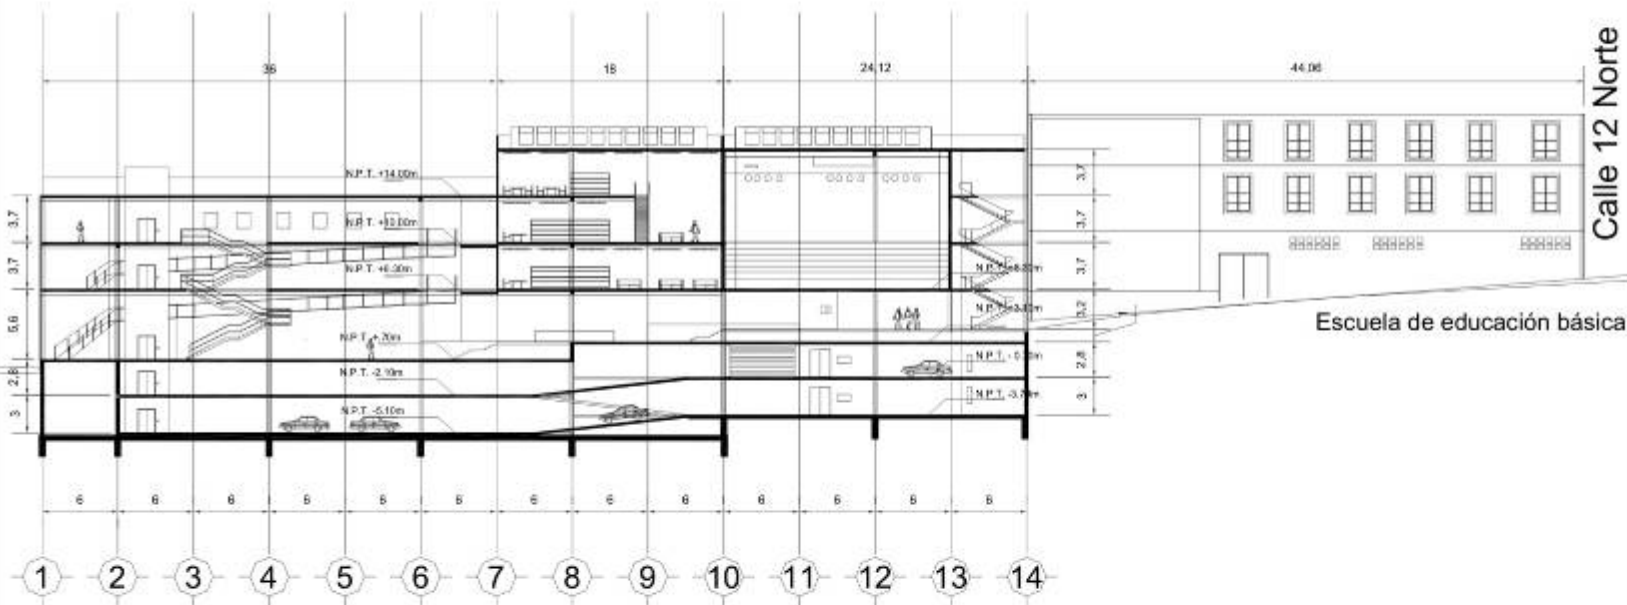 36
18
24,12
44,06
Calle 12 Norte
N.P.T. +14.00m
N.P.T. +10.00m
N.P.T. +6.30m
N.P.T. -2.10m
N.P.T. -5.10m
3,7
3,7
5,6
2,8
3
3,7
3,7
3,7
3,2
2,8
3
Escuela de educación básica
6 6 6 6 6 6 6 6 6 6 6 6 6
1 2 3 4 5 6 7 8 9 10 11 12 13 14